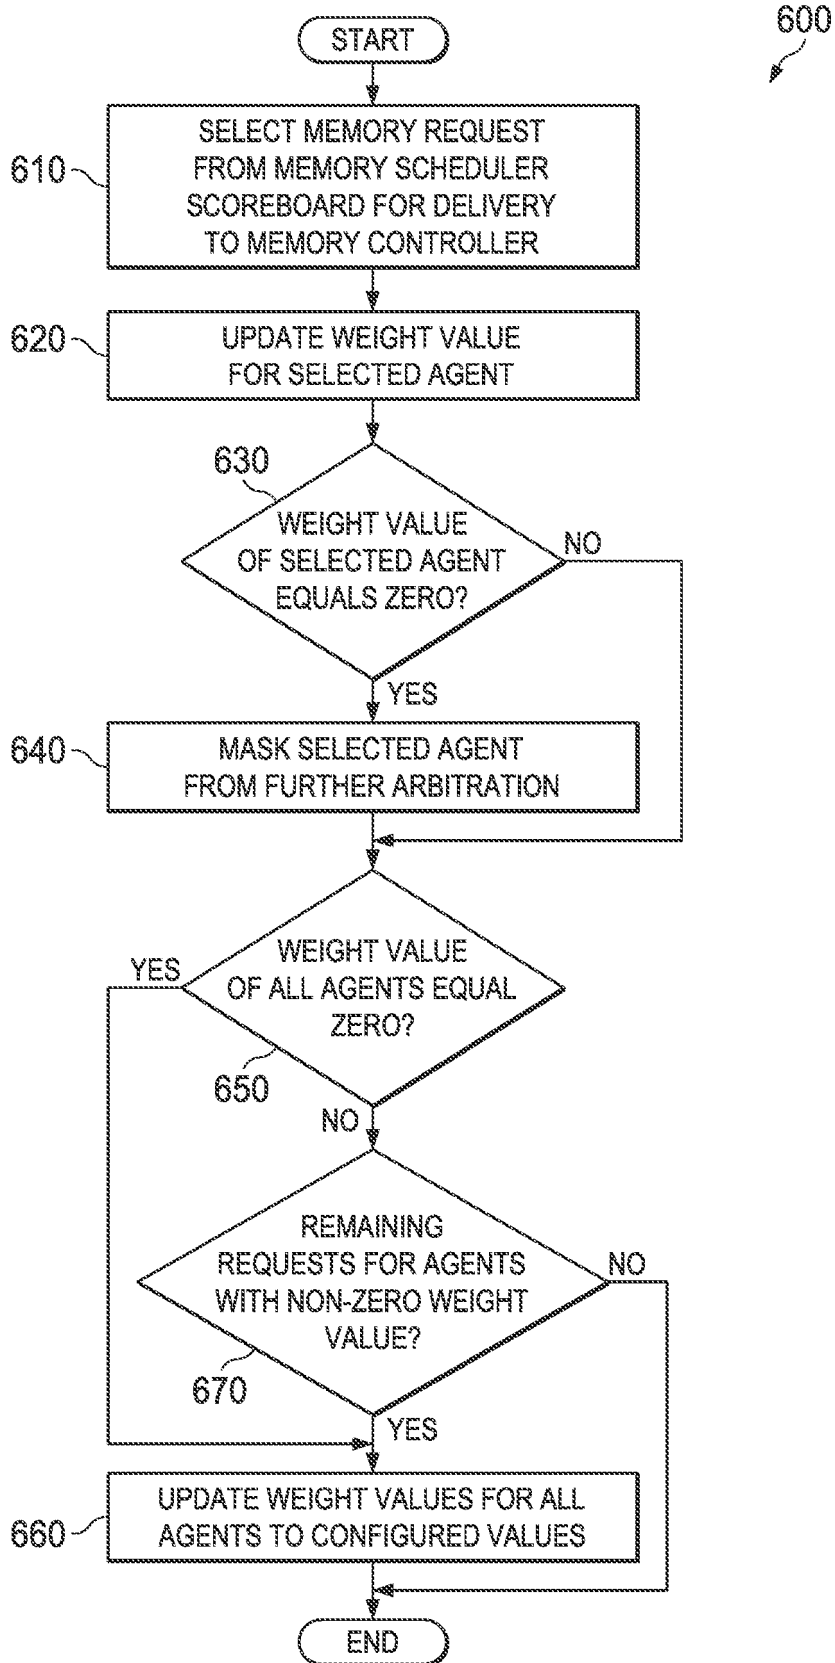 600
START
610
SELECT MEMORY REQUEST
FROM MEMORY SCHEDULER
SCOREBOARD FOR DELIVERY
TO MEMORY CONTROLLER
620
UPDATE WEIGHT VALUE
FOR SELECTED AGENT
630
WEIGHT VALUE
OF SELECTED AGENT
EQUALS ZERO?
NO
YES
640
MASK SELECTED AGENT
FROM FURTHER ARBITRATION
WEIGHT VALUE
OF ALL AGENTS EQUAL
ZERO?
YES
650
NO
REMAINING
REQUESTS FOR AGENTS
WITH NON-ZERO WEIGHT
VALUE?
NO
670
YES
660
UPDATE WEIGHT VALUES FOR ALL
AGENTS TO CONFIGURED VALUES
END